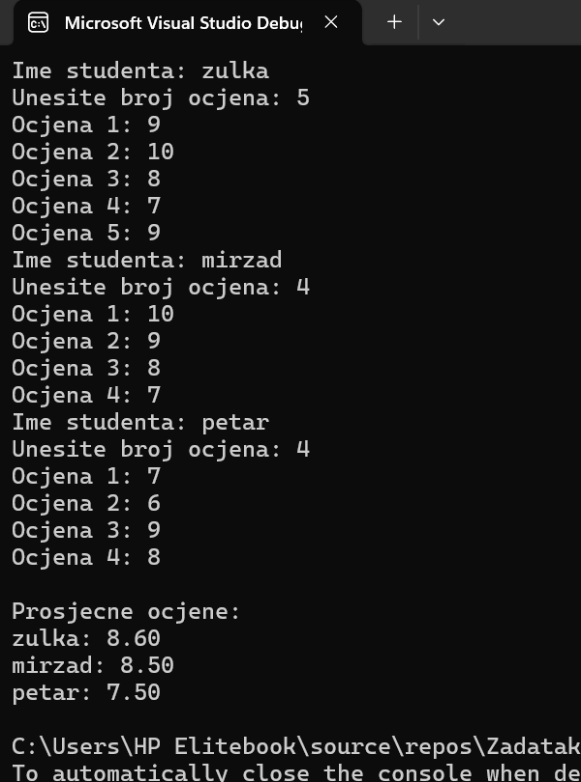 Microsoft Visual Studio Debu
Ime studenta: zulka
Unesite broj ocjena: 5
Ocjena 1: 9
Ocjena 2: 10
Ocjena 3: 8
Ocjena 4: 7
Ocjena 5: 9
Ime studenta: mirzad
Unesite broj ocjena: 4
Ocjena 1: 10
Ocjena 2: 9
Ocjena 3: 8
Ocjena 4: 7
Ime studenta: petar
Unesite broj ocjena: 4
Ocjena 1: 7
Ocjena 2: 6
Ocjena 3: 9
Ocjena 4: 8
Prosjecne ocjene:
zulka: 8.60
mirzad: 8.50
petar: 7.50
C:\Users\HP Elitebook\source\repos\Zadatak
To automatically close the console when de